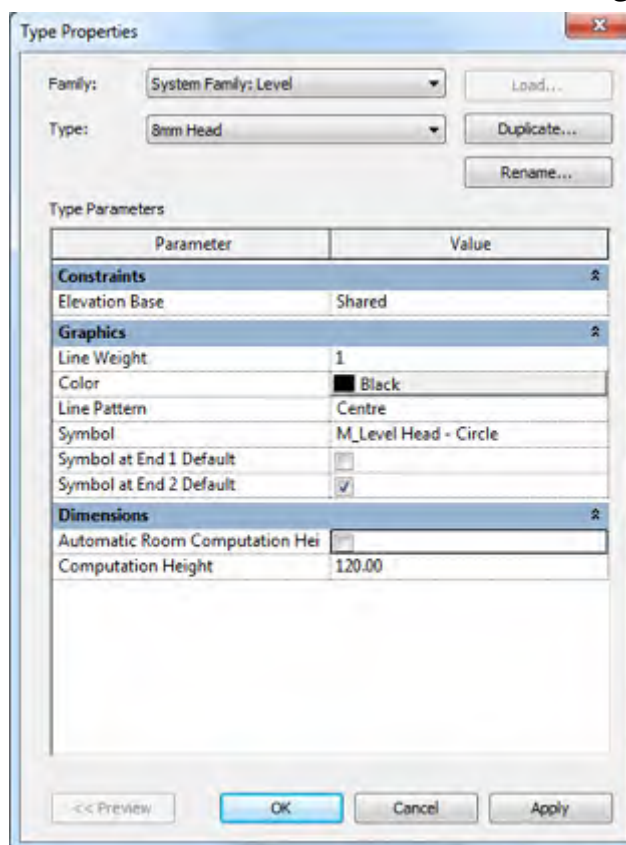 Type Properties
Family: System Family: Level Load...
Type: 8mm Head Duplicate...
Rename...
Type Parameters
Parameter Value
Constraints
Elevation Base Shared
Graphics
Line Weight 1
Color Black
Line Pattern Centre
Symbol M_Level Head - Circle
Symbol at End 1 Default
Symbol at End 2 Default
Dimensions
Automatic Room Computation Hei
Computation Height 120.00
<< Preview OK Cancel Apply